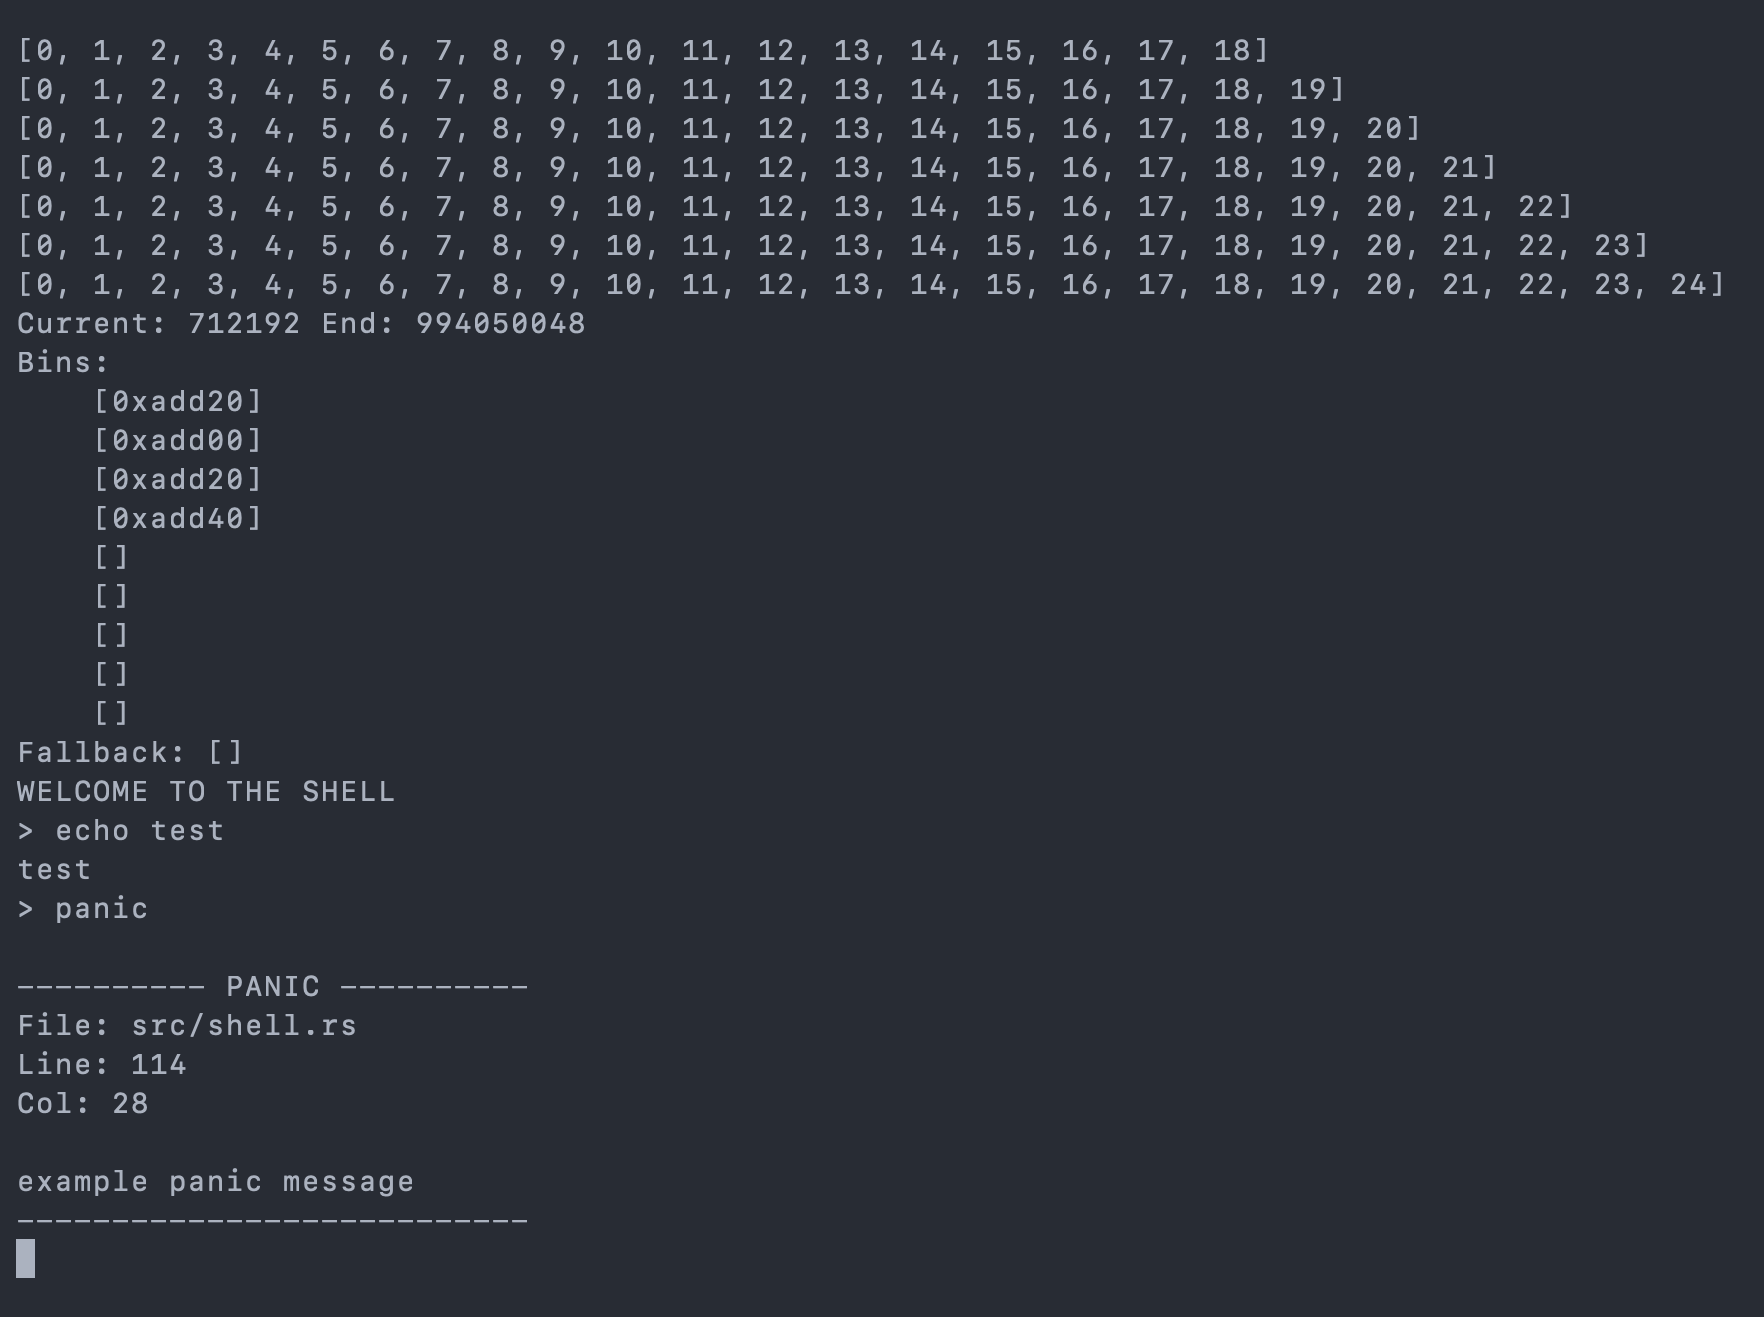 [0, 1, 2, 3, 4, 5, 6, 7, 8, 9, 10, 11, 12, 13, 14, 15, 16, 17, 18]
[0, 1, 2, 3, 4, 5, 6, 7, 8, 9, 10, 11, 12, 13, 14, 15, 16, 17, 18, 19]
[0, 1, 2, 3, 4, 5, 6, 7, 8, 9, 10, 11, 12, 13, 14, 15, 16, 17, 18, 19, 20]
[0, 1, 2, 3, 4, 5, 6, 7, 8, 9, 10, 11, 12, 13, 14, 15, 16, 17, 18, 19, 20, 21]
[0, 1, 2, 3, 4, 5, 6, 7, 8, 9, 10, 11, 12, 13, 14, 15, 16, 17, 18, 19, 20, 21, 22]
[0, 1, 2, 3, 4, 5, 6, 7, 8, 9, 10, 11, 12, 13, 14, 15, 16, 17, 18, 19, 20, 21, 22, 23]
[0, 1, 2, 3, 4, 5, 6, 7, 8, 9, 10, 11, 12, 13, 14, 15, 16, 17, 18, 19, 20, 21, 22, 23, 24]
Current: 712192 End: 994050048
Bins:
    [0xadd20]
    [0xadd00]
    [0xadd20]
    [0xadd40]
    []
    []
    []
    []
    []
Fallback: []
WELCOME TO THE SHELL
> echo test
test
> panic

---------- PANIC ----------
File: src/shell.rs
Line: 114
Col: 28

example panic message
---------------------------